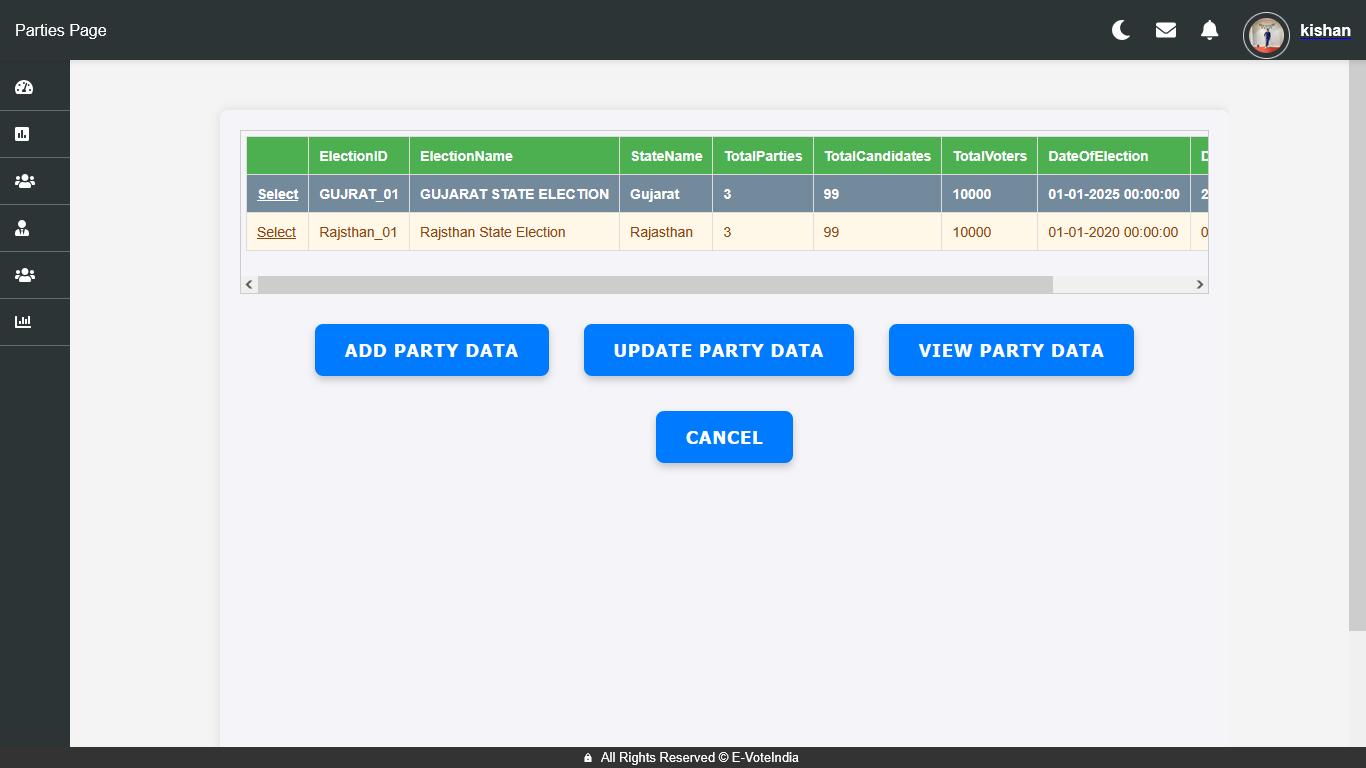 Parties Page
kishan
ElectionID ElectionName StateName TotalParties TotalCandidates TotalVoters DateOfElection D
Select GUJRAT_01 GUJARAT STATE ELECTION Gujarat 3 99 10000 01-01-2025 00:00:00 2
Select Rajsthan_01 Rajsthan State Election Rajasthan 3 99 10000 01-01-2020 00:00:00 0
ADD PARTY DATA UPDATE PARTY DATA VIEW PARTY DATA
CANCEL
All Rights Reserved © E-VoteIndia